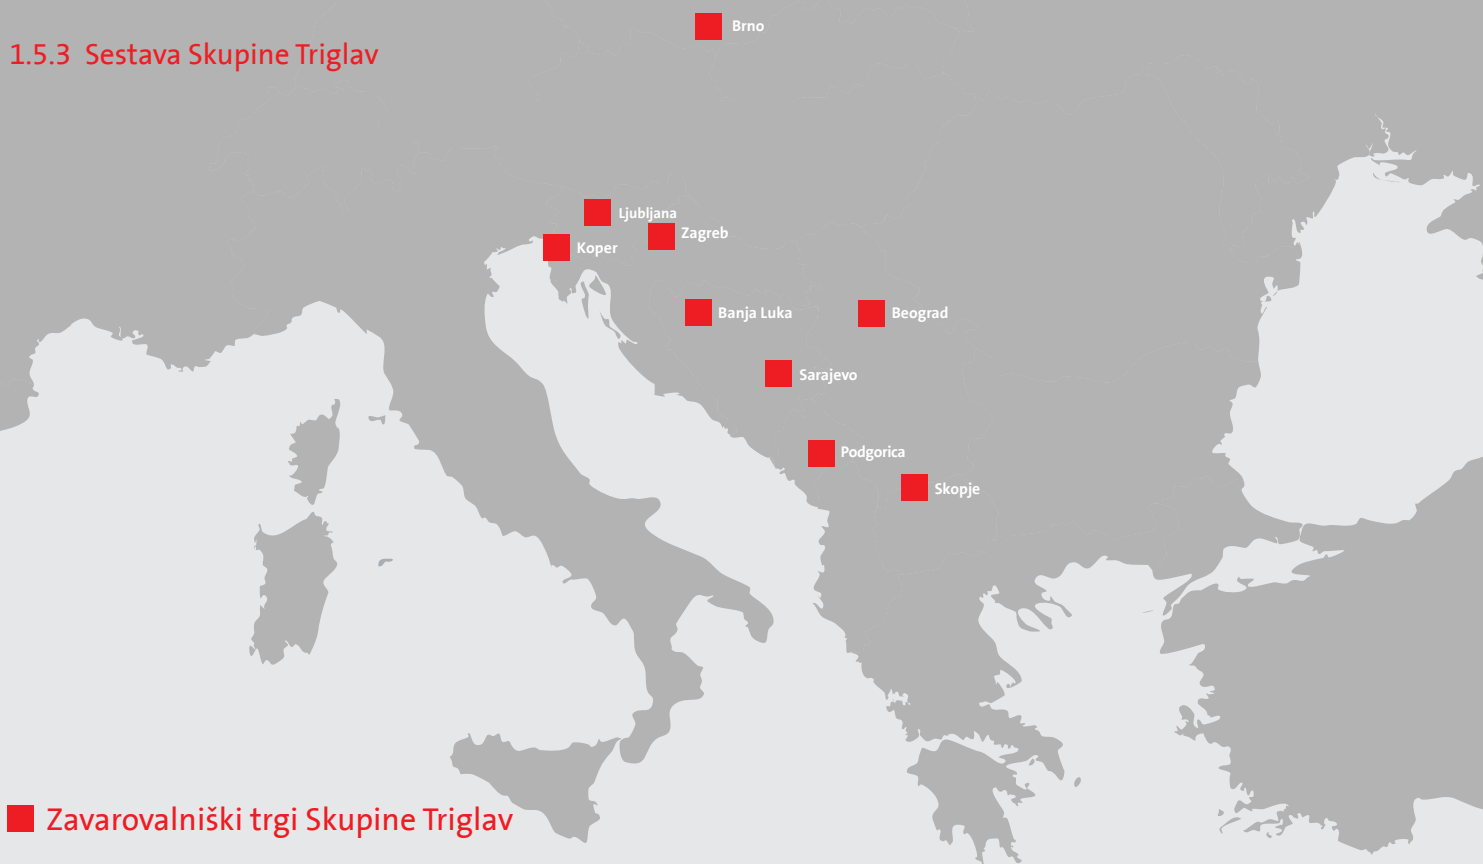 Brno
1.5.3 Sestava Skupine Triglav
Ljubljana
Zagreb
Koper
Banja Luka
Beograd
Sarajevo
Podgorica
Skopje
Zavarovalniški trgi Skupine Triglav